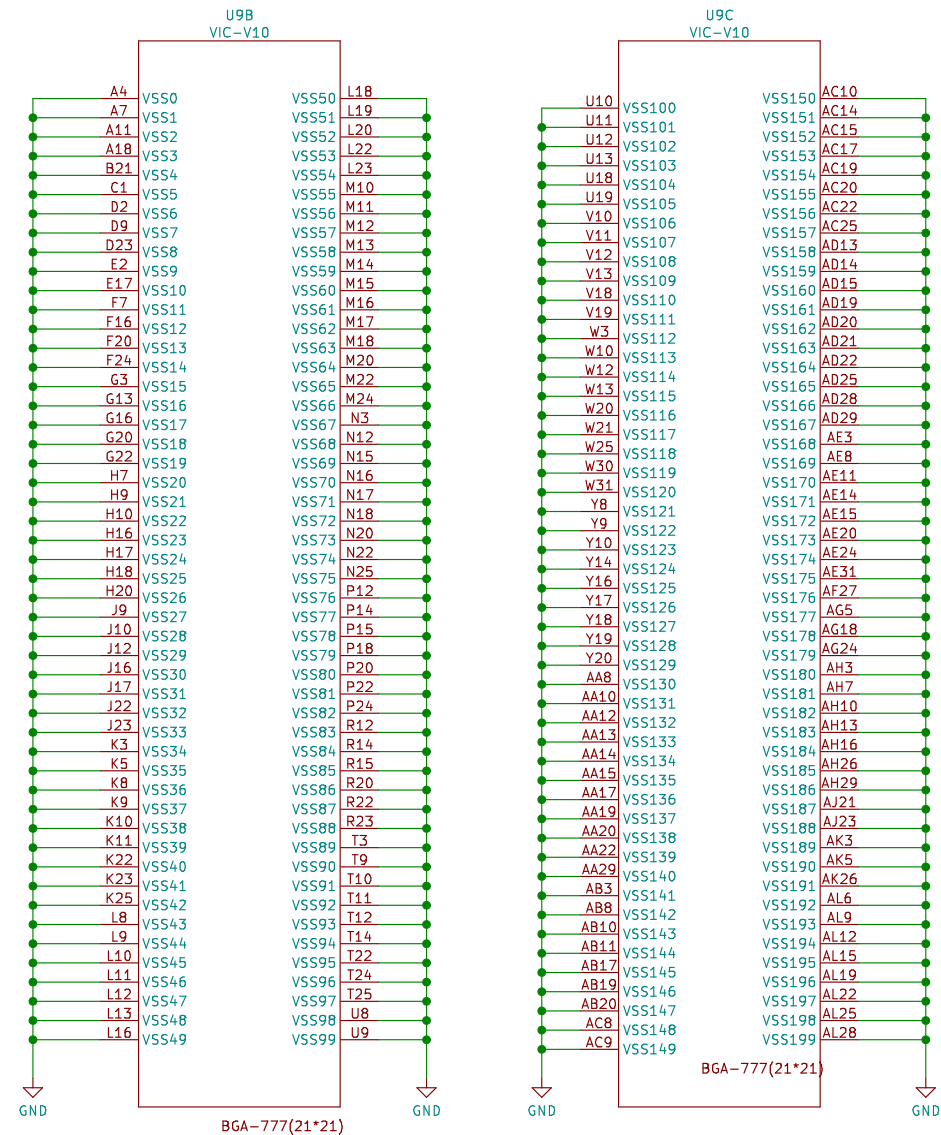 U9B
VIC-V10
A4 VSS0 VSS50 L18
A7 VSS1 VSS51 L19
A11 VSS2 VSS52 L20
A18 VSS3 VSS53 L22
B21 VSS4 VSS54 L23
C1 VSS5 VSS55 M10
D2 VSS6 VSS56 M11
D9 VSS7 VSS57 M12
D23 VSS8 VSS58 M13
E2 VSS9 VSS59 M14
E17 VSS10 VSS60 M15
F7 VSS11 VSS61 M16
F16 VSS12 VSS62 M17
F20 VSS13 VSS63 M18
F24 VSS14 VSS64 M20
G3 VSS15 VSS65 M22
G13 VSS16 VSS66 M24
G16 VSS17 VSS67 N3
G20 VSS18 VSS68 N12
G22 VSS19 VSS69 N15
H7 VSS20 VSS70 N16
H9 VSS21 VSS71 N17
H10 VSS22 VSS72 N18
H16 VSS23 VSS73 N20
H17 VSS24 VSS74 N22
H18 VSS25 VSS75 N25
H20 VSS26 VSS76 P12
J9 VSS27 VSS77 P14
J10 VSS28 VSS78 P15
J12 VSS29 VSS79 P18
J16 VSS30 VSS80 P20
J17 VSS31 VSS81 P22
J22 VSS32 VSS82 P24
J23 VSS33 VSS83 R12
K3 VSS34 VSS84 R14
K5 VSS35 VSS85 R15
K8 VSS36 VSS86 R20
K9 VSS37 VSS87 R22
K10 VSS38 VSS88 R23
K11 VSS39 VSS89 T3
K22 VSS40 VSS90 T9
K23 VSS41 VSS91 T10
K25 VSS42 VSS92 T11
L8 VSS43 VSS93 T12
L9 VSS44 VSS94 T14
L10 VSS45 VSS95 T22
L11 VSS46 VSS96 T24
L12 VSS47 VSS97 T25
L13 VSS48 VSS98 U8
L16 VSS49 VSS99 U9
GND GND
BGA-777(21*21)
U9C
VIC-V10
U10 VSS100 VSS150 AC10
U11 VSS101 VSS151 AC14
U12 VSS102 VSS152 AC15
U13 VSS103 VSS153 AC17
U18 VSS104 VSS154 AC19
U19 VSS105 VSS155 AC20
V10 VSS106 VSS156 AC22
V11 VSS107 VSS157 AC25
V12 VSS108 VSS158 AD13
V13 VSS109 VSS159 AD14
V18 VSS110 VSS160 AD15
V19 VSS111 VSS161 AD19
W3 VSS112 VSS162 AD20
W10 VSS113 VSS163 AD21
W12 VSS114 VSS164 AD22
W13 VSS115 VSS165 AD25
W20 VSS116 VSS166 AD28
W21 VSS117 VSS167 AD29
W25 VSS118 VSS168 AE3
W30 VSS119 VSS169 AE8
W31 VSS120 VSS170 AE11
Y8 VSS121 VSS171 AE14
Y9 VSS122 VSS172 AE15
Y10 VSS123 VSS173 AE20
Y14 VSS124 VSS174 AE24
Y16 VSS125 VSS175 AE31
Y17 VSS126 VSS176 AF27
Y18 VSS127 VSS177 AG5
Y19 VSS128 VSS178 AG18
Y20 VSS129 VSS179 AG24
AA8 VSS130 VSS180 AH3
AA10 VSS131 VSS181 AH7
AA12 VSS132 VSS182 AH10
AA13 VSS133 VSS183 AH13
AA14 VSS134 VSS184 AH16
AA15 VSS135 VSS185 AH26
AA17 VSS136 VSS186 AH29
AA19 VSS137 VSS187 AJ21
AA20 VSS138 VSS188 AJ23
AA22 VSS139 VSS189 AK3
AA29 VSS140 VSS190 AK5
AB3 VSS141 VSS191 AK26
AB8 VSS142 VSS192 AL6
AB10 VSS143 VSS193 AL9
AB11 VSS144 VSS194 AL12
AB17 VSS145 VSS195 AL15
AB19 VSS146 VSS196 AL19
AB20 VSS147 VSS197 AL22
AC8 VSS148 VSS198 AL25
AC9 VSS149 VSS199 AL28
BGA-777(21*21)
GND GND